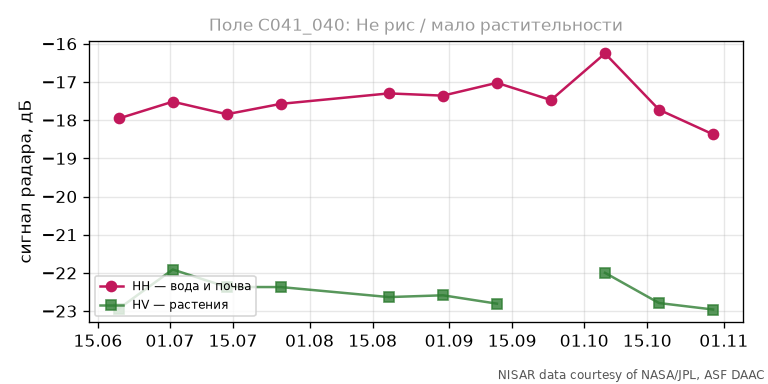 Поле C041_040: Не рис / мало растительности
сигнал радара, дБ
−16
−17
−18
−19
−20
−21
−22
−23
HH — вода и почва
HV — растения
15.06 01.07 15.07 01.08 15.08 01.09 15.09 01.10 15.10 01.11
NISAR data courtesy of NASA/JPL, ASF DAAC